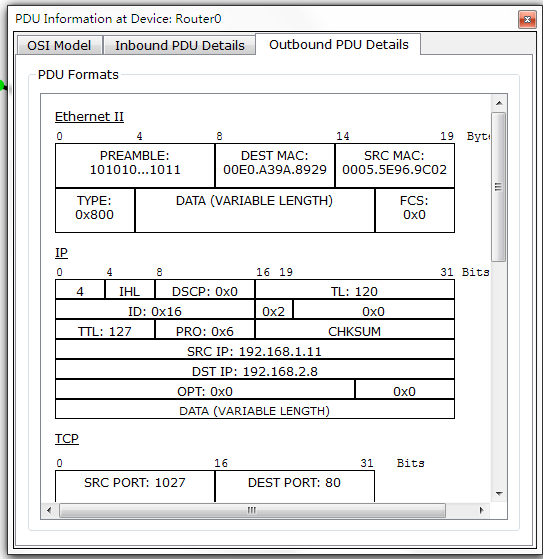 PDU Information at Device: Router0
OSI Model Inbound PDU Details Outbound PDU Details
PDU Formats
Ethernet II
0 4 8 14 19
PREAMBLE: DEST MAC: SRC MAC:
101010...1011 00E0.A39A.8929 0005.5E96.9C02
TYPE: DATA (VARIABLE LENGTH) FCS:
0x800 0x0
IP
0 4 8 16 19 31 Bits
4 IHL DSCP: 0x0 TL: 120
ID: 0x16 0x2 0x0
TTL: 127 PRO: 0x6 CHKSUM
SRC IP: 192.168.1.11
DST IP: 192.168.2.8
OPT: 0x0 0x0
DATA (VARIABLE LENGTH)
TCP
0 16 31 Bits
SRC PORT: 1027 DEST PORT: 80